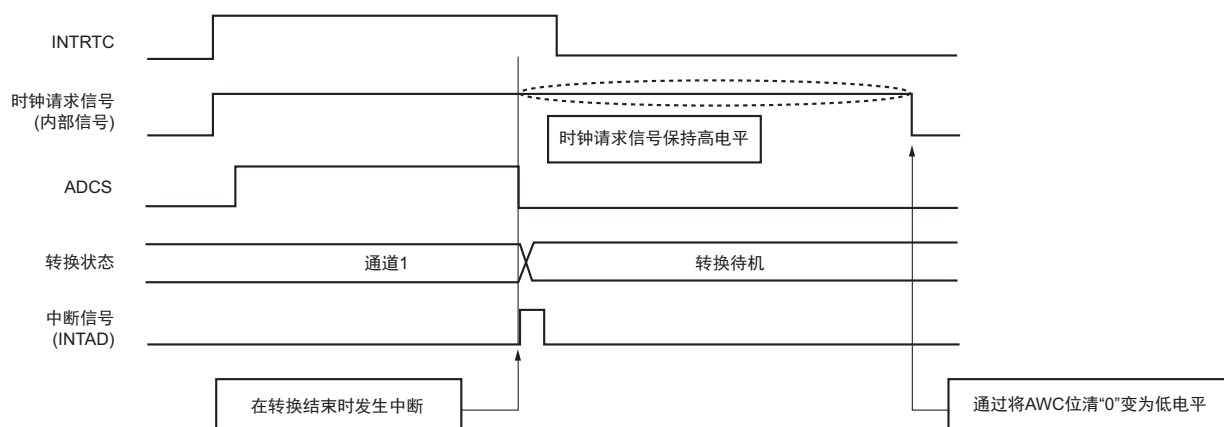 INTRTC
时钟请求信号
(内部信号)
时钟请求信号保持高电平
ADCS
转换状态
通道1
转换待机
中断信号
(INTAD)
在转换结束时发生中断
通过将AWC位清“0”变为低电平